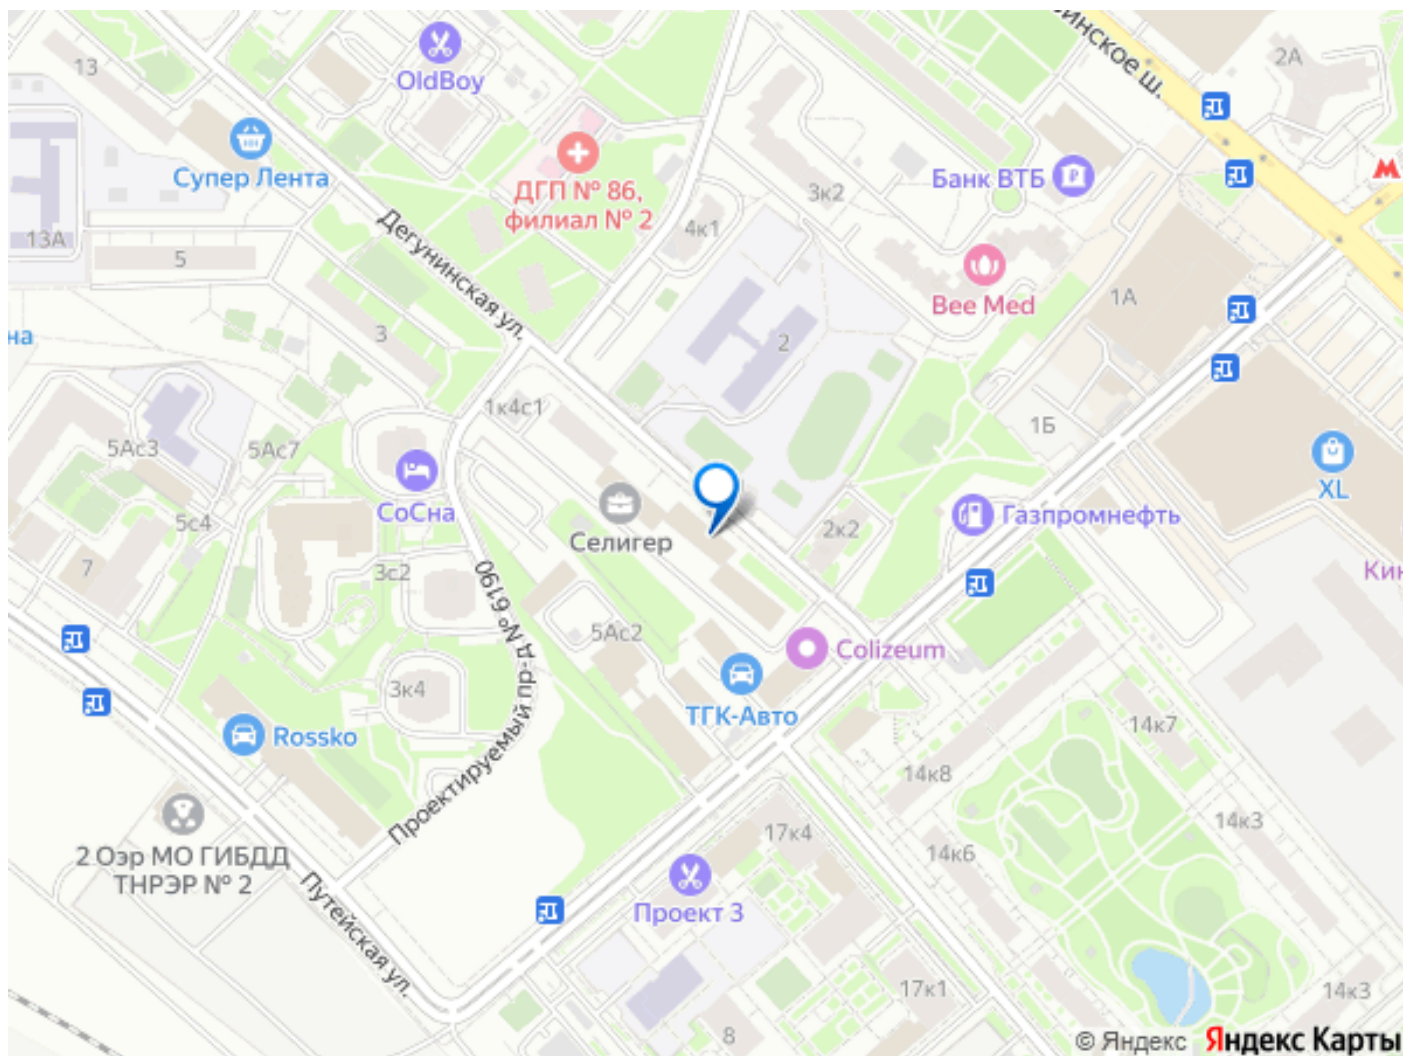 инское ш.
2А
13
OldBoy
Супер Лента
ДГП № 86,
филиал № 2
Банк ВТБ
3к2
4к1
13А
5
Дегунинская ул.
Bee Med
1А
2
3
на
1к4с1
1Б
5Ас3
5Ас7
СоСна
XL
5с4
Селигер
2к2
Газпромнефть
7
3с2
Кин
Проектируемый пр-д № 6190
5Ас2
Colizeum
3к4
ТГК-Авто
Rossko
14к7
14к8
2 Оэр МО ГИБДД
ТНРЭР № 2
17к4
14к3
14к6
Путейская ул.
Проект 3
17к1
14к3
8
© Яндекс Яндекс Карты